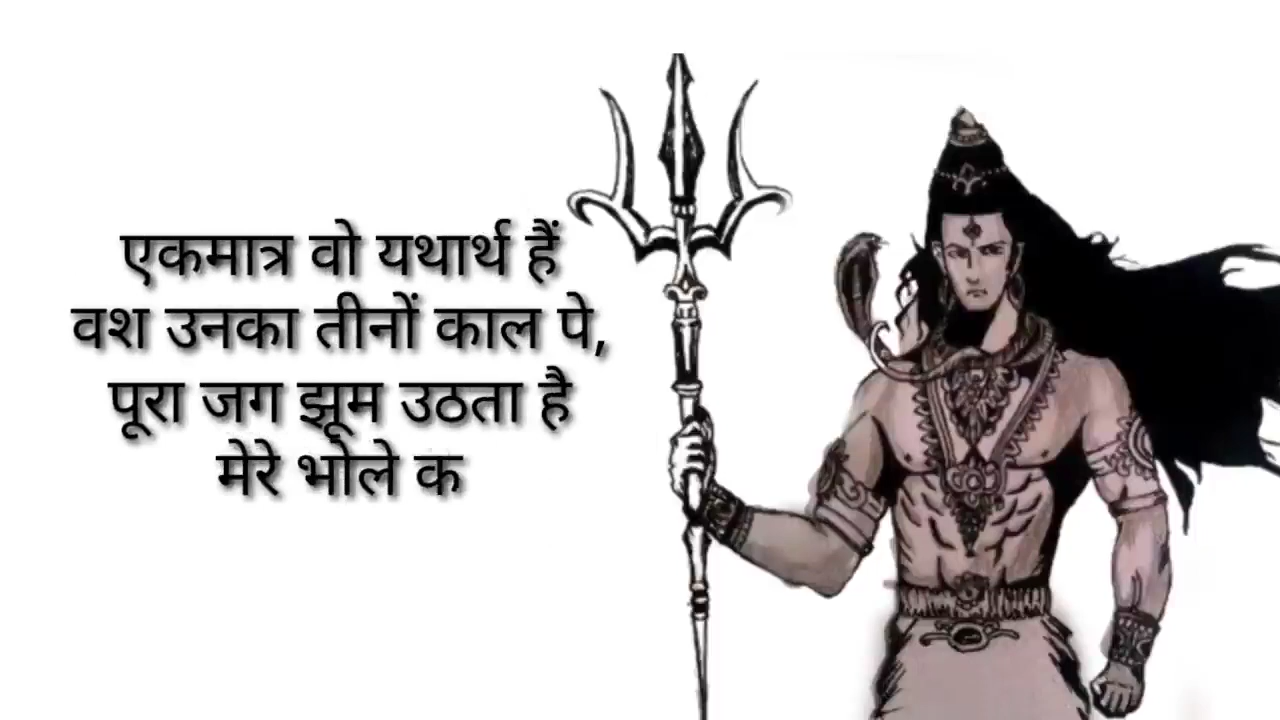 एकमात्र वो यथार्थ हैं
वश उनका तीनों काल पे,
पूरा जग झूम उठता है
मेरे भोले क